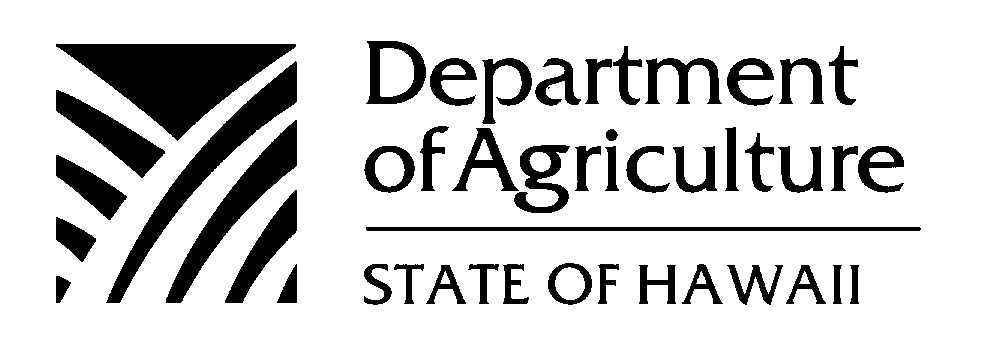 Department
of Agriculture
STATE OF HAWAII